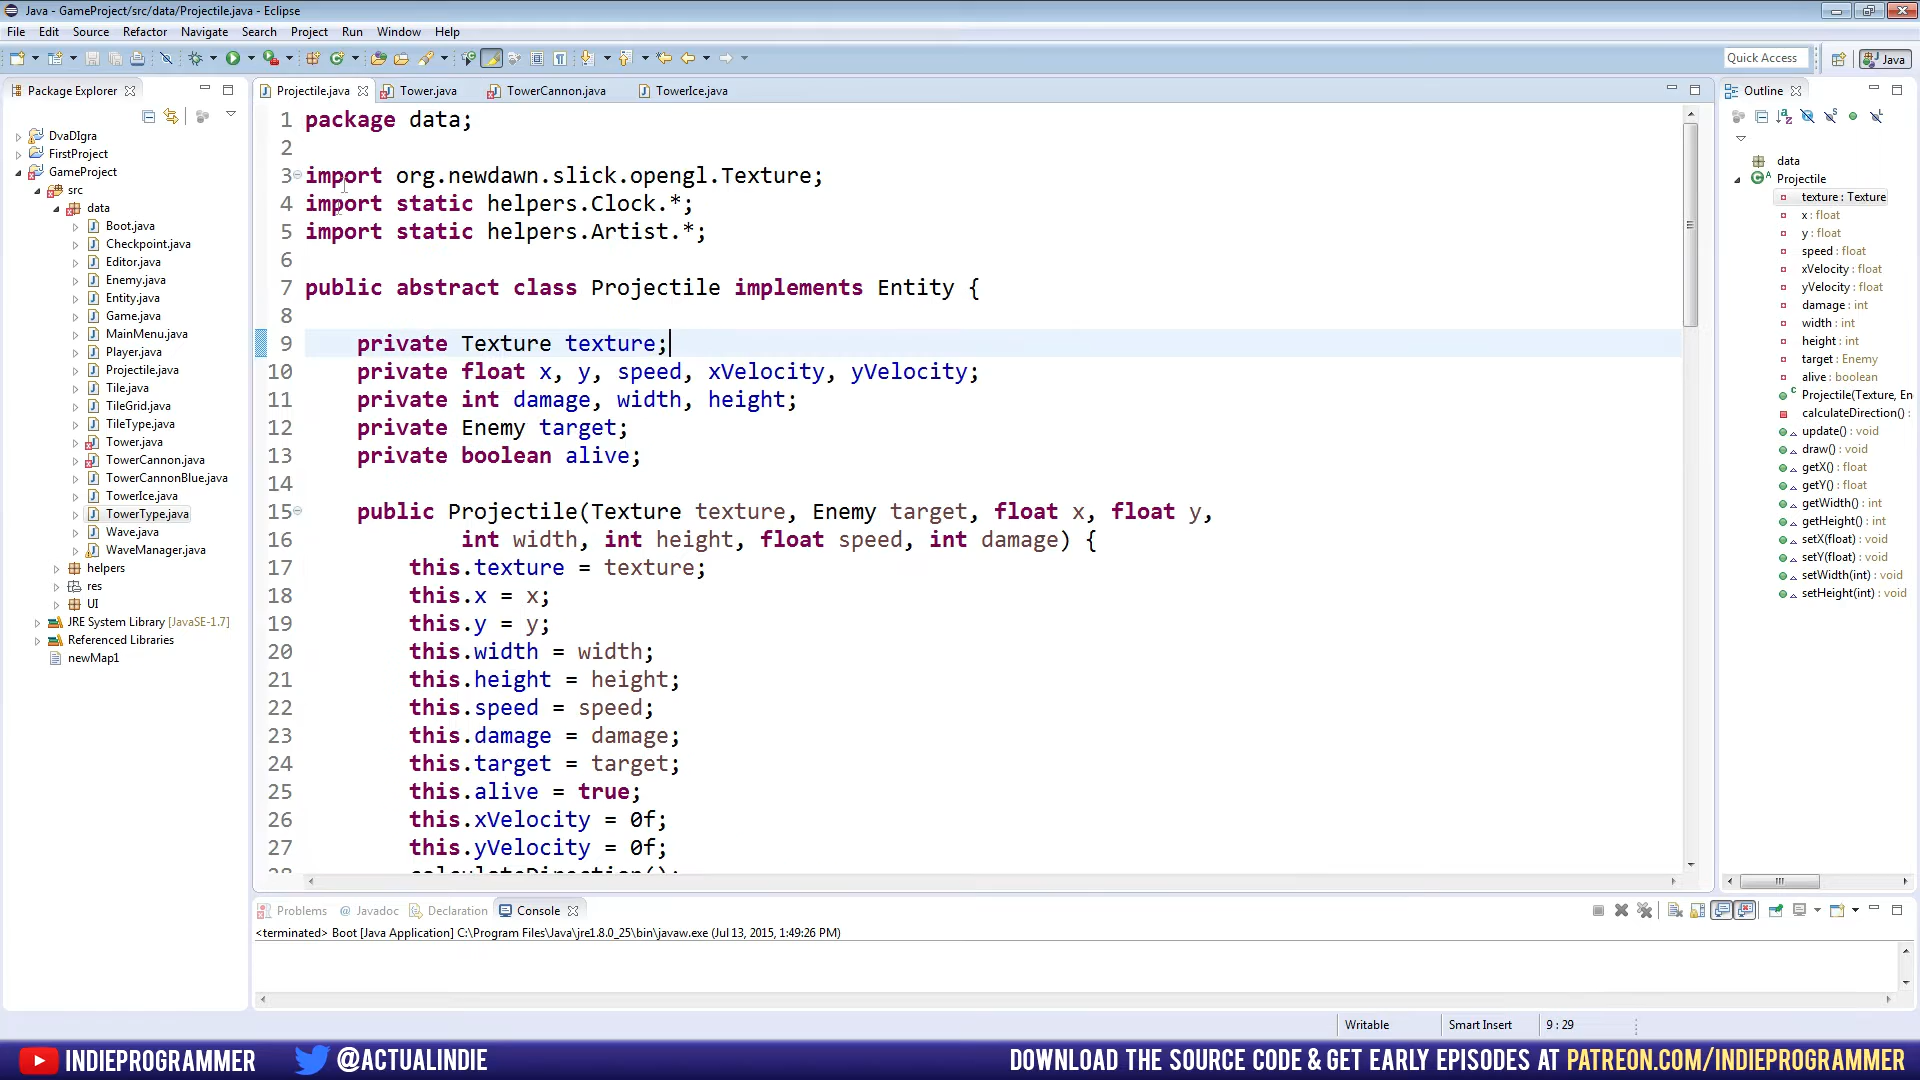 Java - GameProject/src/data/Projectile.java - Eclipse
File Edit Source Refactor Navigate Search Project Run Window Help
Quick Access
Java
Package Explorer
DvaDIgra
FirstProject
GameProject
src
data
Boot.java
Checkpoint.java
Editor.java
Enemy.java
Entity.java
Game.java
MainMenu.java
Player.java
Projectile.java
Tile.java
TileGrid.java
TileType.java
Tower.java
TowerCannon.java
TowerCannonBlue.java
TowerIce.java
TowerType.java
Wave.java
WaveManager.java
helpers
res
UI
JRE System Library [JavaSE-1.7]
Referenced Libraries
newMap1
Projectile.java Tower.java TowerCannon.java TowerIce.java
1 package data;
2
3 import org.newdawn.slick.opengl.Texture;
4 import static helpers.Clock.*;
5 import static helpers.Artist.*;
6
7 public abstract class Projectile implements Entity {
8
9 private Texture texture;
10 private float x, y, speed, xVelocity, yVelocity;
11 private int damage, width, height;
12 private Enemy target;
13 private boolean alive;
14
15 public Projectile(Texture texture, Enemy target, float x, float y,
16 int width, int height, float speed, int damage) {
17 this.texture = texture;
18 this.x = x;
19 this.y = y;
20 this.width = width;
21 this.height = height;
22 this.speed = speed;
23 this.damage = damage;
24 this.target = target;
25 this.alive = true;
26 this.xVelocity = 0f;
27 this.yVelocity = 0f;
28 calculateDirection();
Outline
data
Projectile
texture : Texture
x : float
y : float
speed : float
xVelocity : float
yVelocity : float
damage : int
width : int
height : int
target : Enemy
alive : boolean
Projectile(Texture, En
calculateDirection() :
update() : void
draw() : void
getX() : float
getY() : float
getWidth() : int
getHeight() : int
setX(float) : void
setY(float) : void
setWidth(int) : void
setHeight(int) : void
Problems Javadoc Declaration Console
<terminated> Boot [Java Application] C:\Program Files\Java\jre1.8.0_25\bin\javaw.exe (Jul 13, 2015, 1:49:26 PM)
Writable Smart Insert 9 : 29
INDIEPROGRAMMER @ACTUALINDIE DOWNLOAD THE SOURCE CODE & GET EARLY EPISODES AT PATREON.COM/INDIEPROGRAMMER